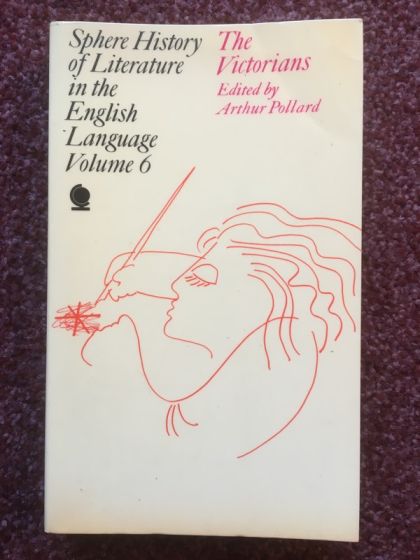 Sphere History
of Literature
in the
English
Language
Volume 6
The
Victorians
Edited by
Arthur Pollard